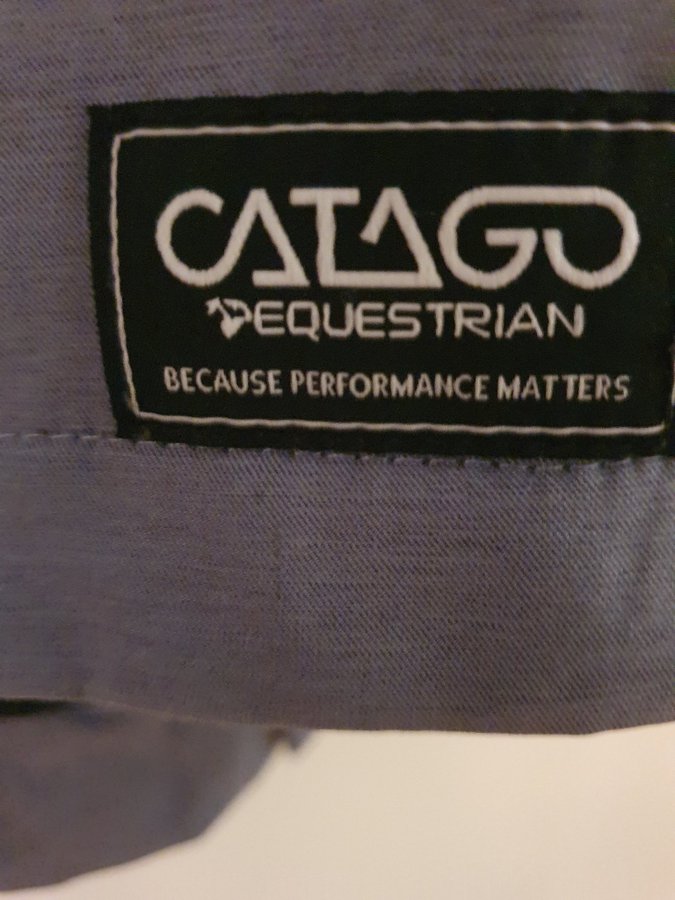 CATAGO
EQUESTRIAN
BECAUSE PERFORMANCE MATTERS